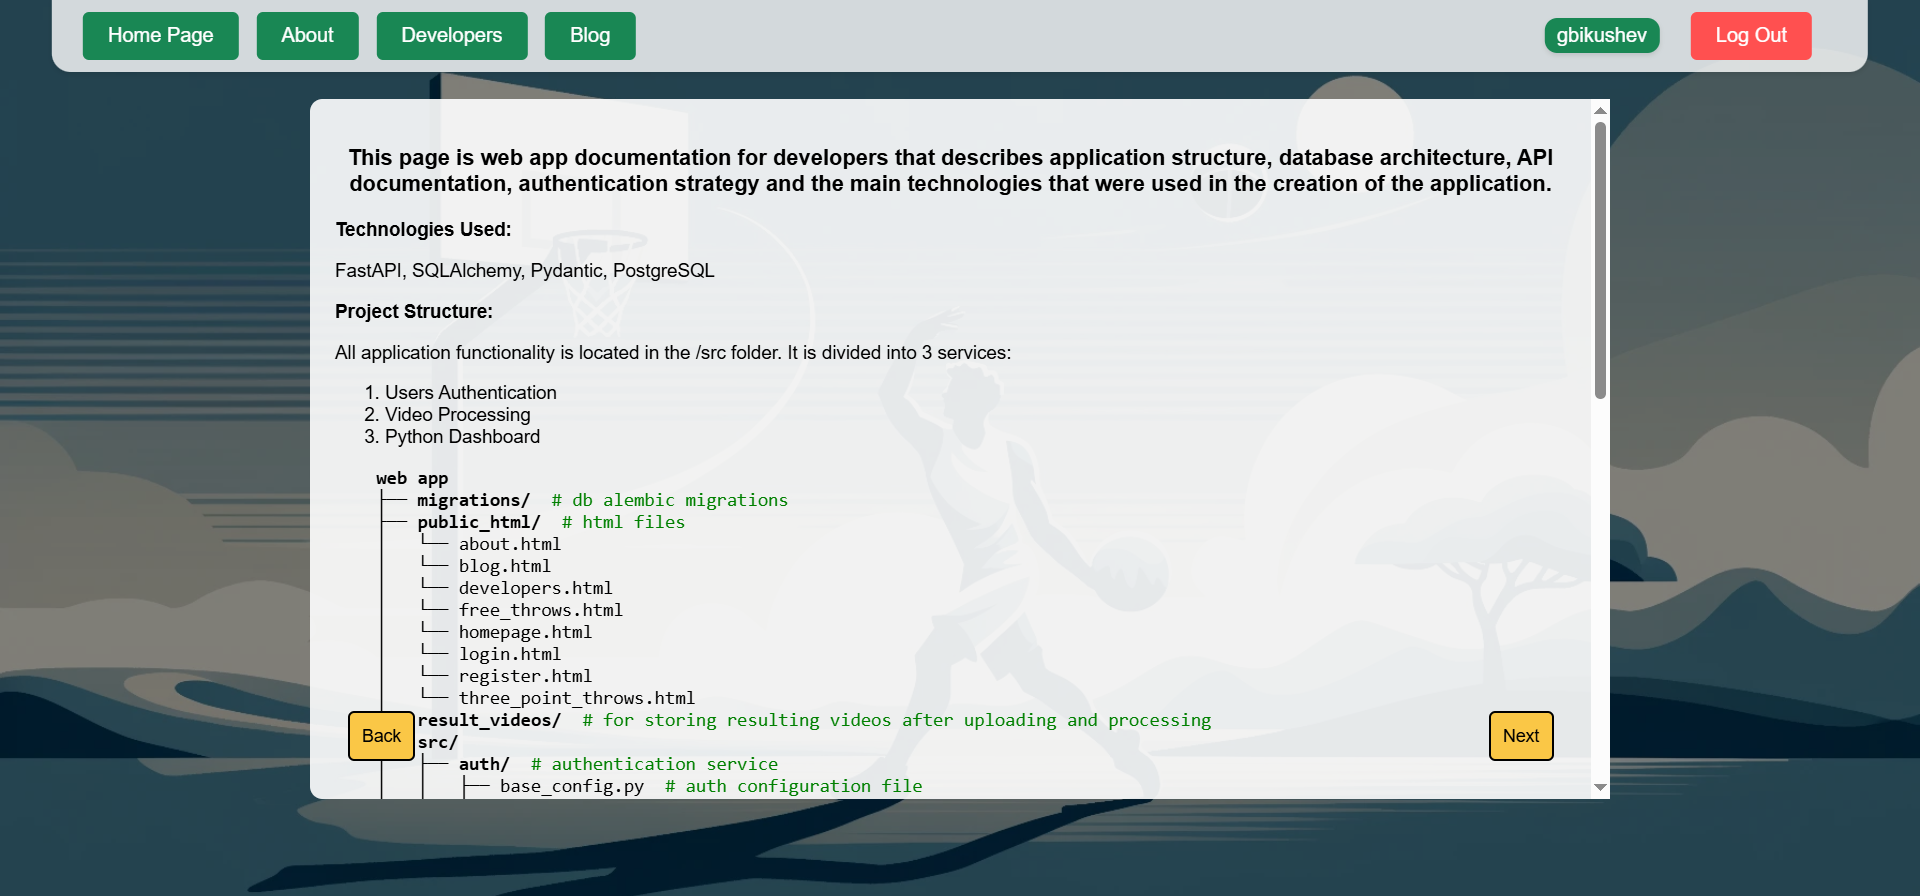 Home Page About Developers Blog gbikushev Log Out
This page is web app documentation for developers that describes application structure, database architecture, API
documentation, authentication strategy and the main technologies that were used in the creation of the application.
Technologies Used:
FastAPI, SQLAlchemy, Pydantic, PostgreSQL
Project Structure:
All application functionality is located in the /src folder. It is divided into 3 services:
1. Users Authentication
2. Video Processing
3. Python Dashboard
web app
├── migrations/  # db alembic migrations
├── public_html/  # html files
│   └── about.html
│   └── blog.html
│   └── developers.html
│   └── free_throws.html
│   └── homepage.html
│   └── login.html
│   └── register.html
│   └── three_point_throws.html
result_videos/  # for storing resulting videos after uploading and processing
Back Next
src/
│   ├── auth/  # authentication service
│   │   ├── base_config.py  # auth configuration file